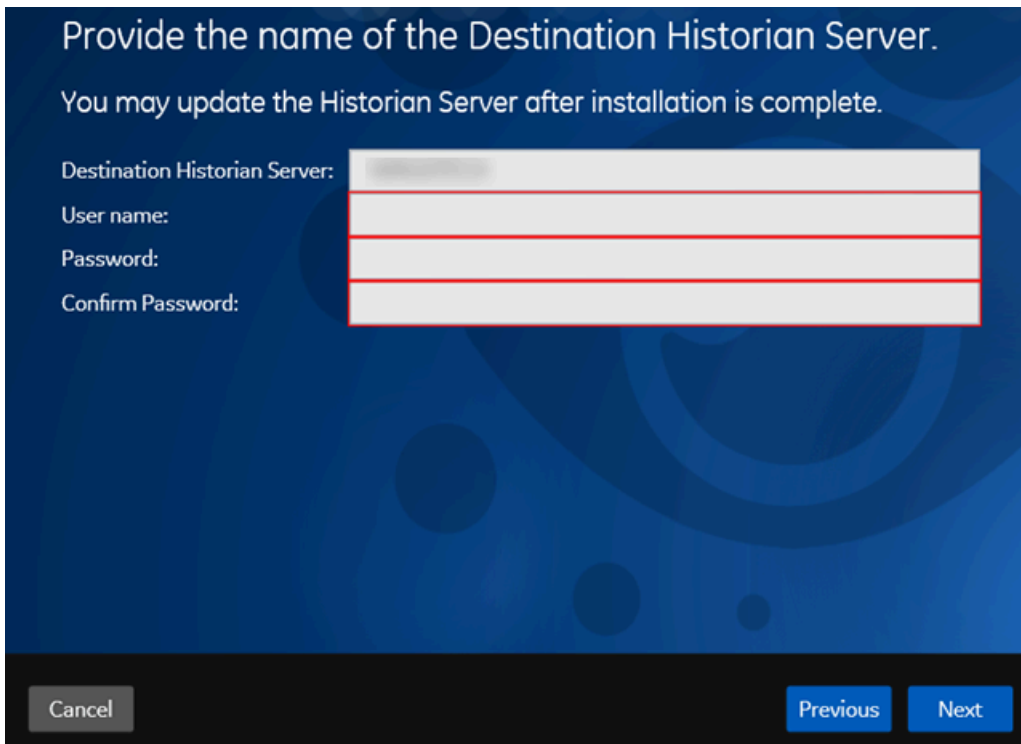 Provide the name of the Destination Historian Server.
You may update the Historian Server after installation is complete.
Destination Historian Server:
User name:
Password:
Confirm Password:
Cancel
Previous
Next